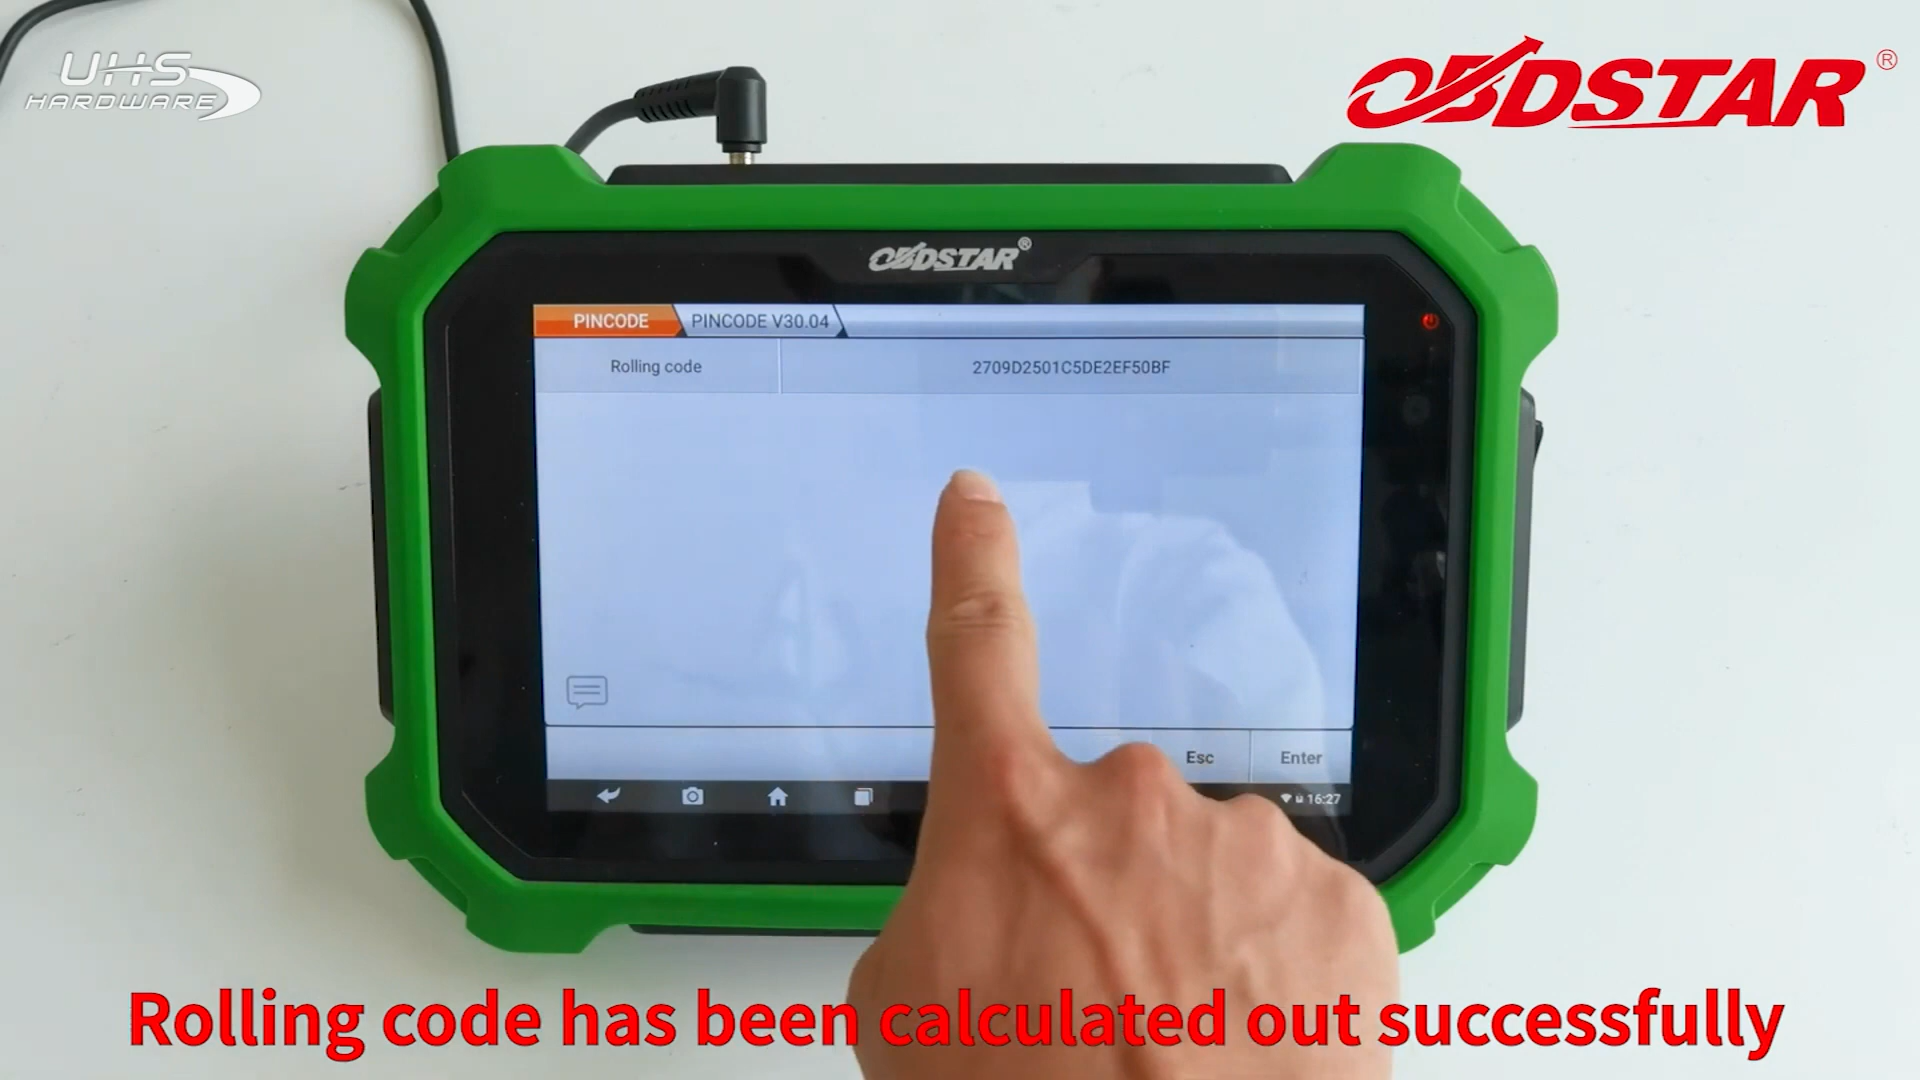 UHS
HARDWARE
OBDSTAR®
OBDSTAR®
PINCODE
PINCODE V30.04
Rolling code
2709D2501C5DE2EF50BF
Esc
Enter
16:27
Rolling code has been calculated out successfully